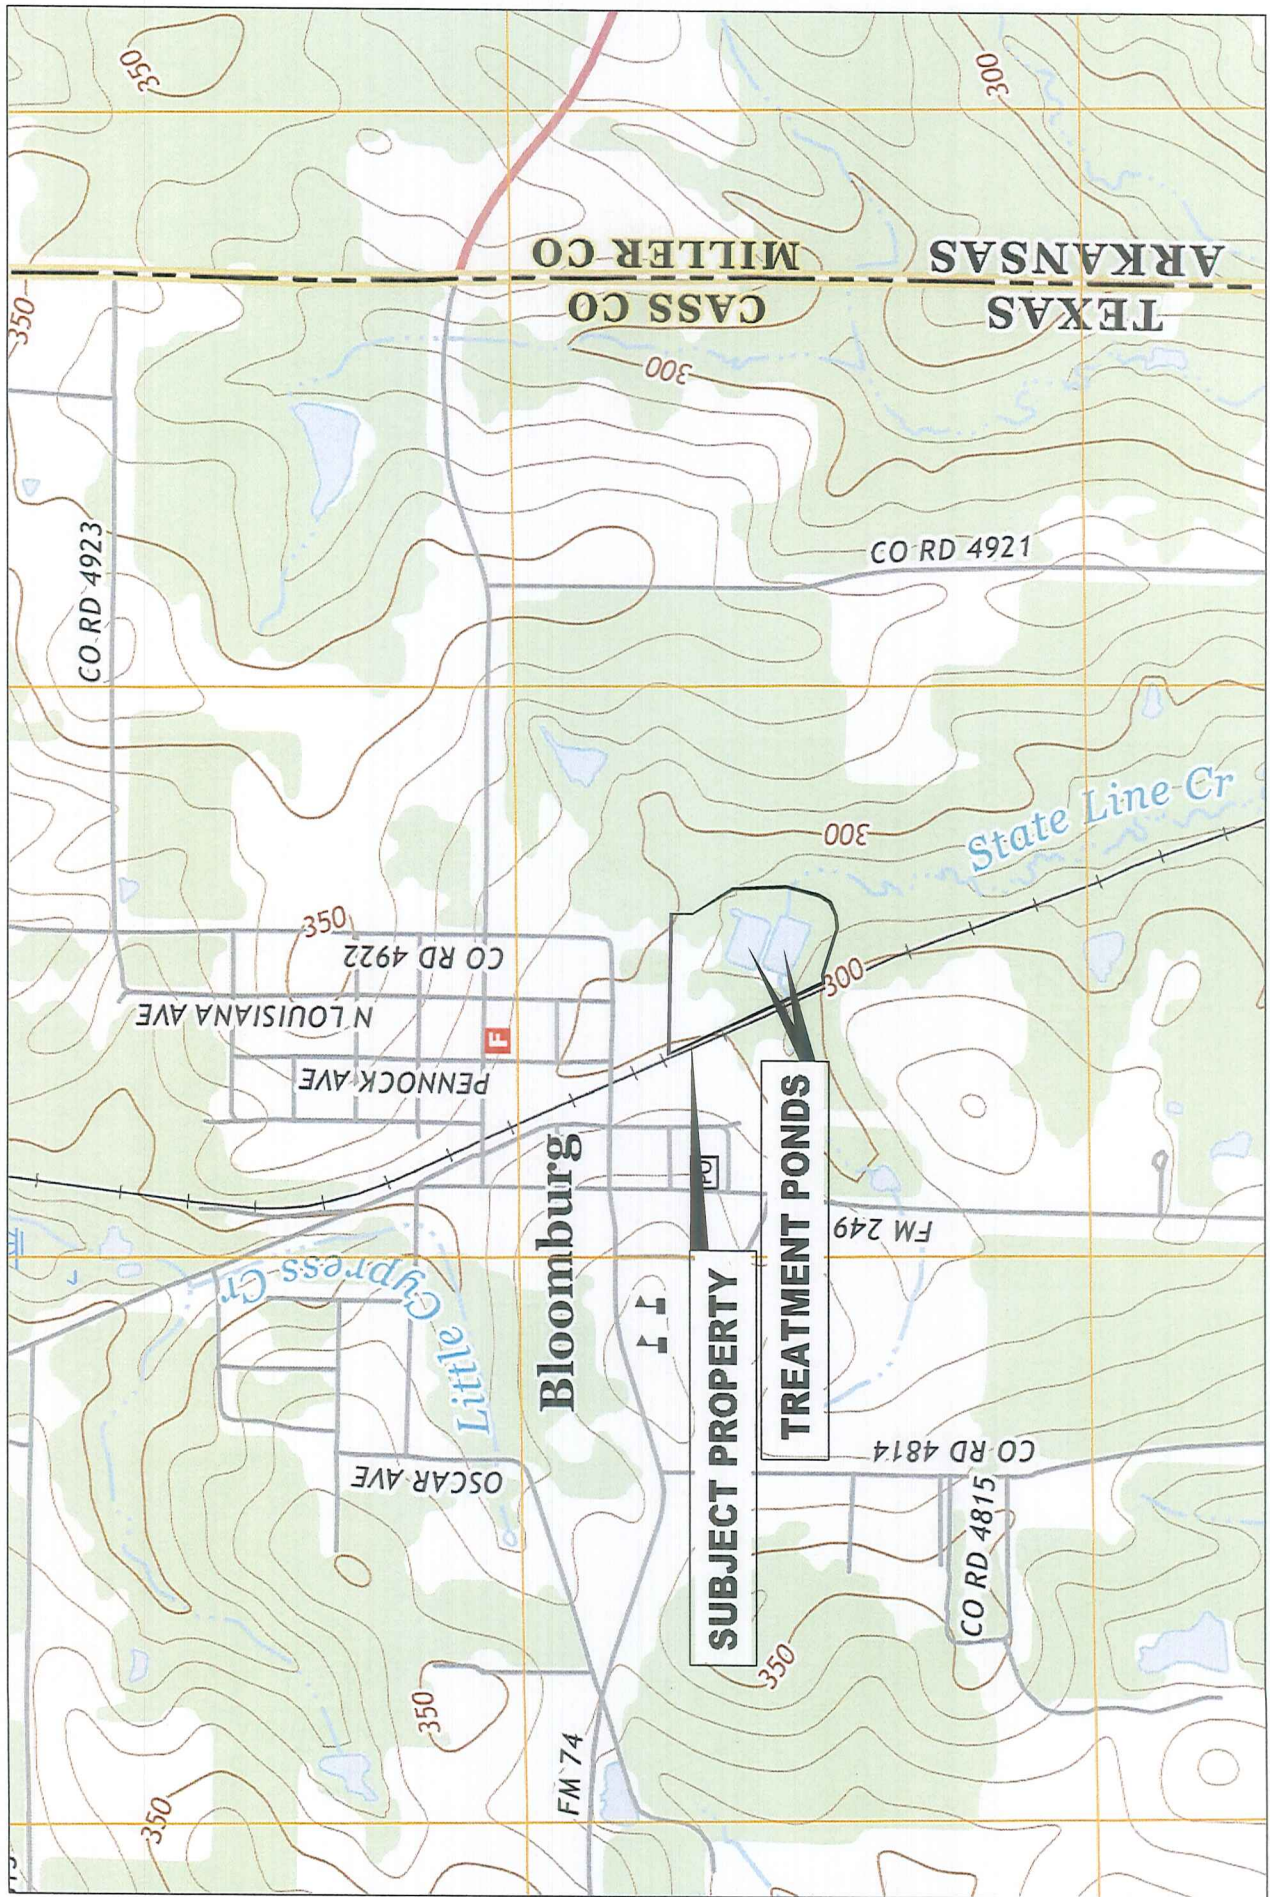 350
300
MILLER CO
ARKANSAS
CASS CO
TEXAS
350
300
CO RD 4923
CO RD 4921
State Line Cr
300
350
CO RD 4922
N LOUISIANA AVE
F
PENNOCK AVE
300
Bloomburg
PO
TREATMENT PONDS
SUBJECT PROPERTY
FM 249
Little Cypress Cr
OSCAR AVE
CO RD 4814
CO RD 4815
350
350
FM 74
350